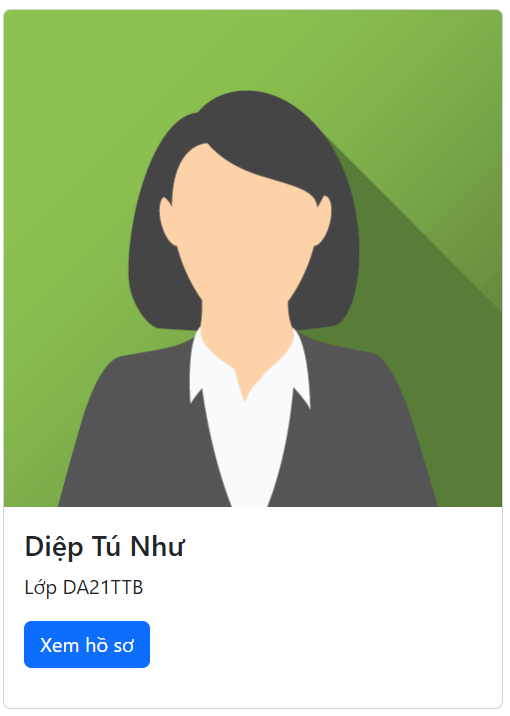 Diệp Tú Như
Lớp DA21TTB
Xem hồ sơ